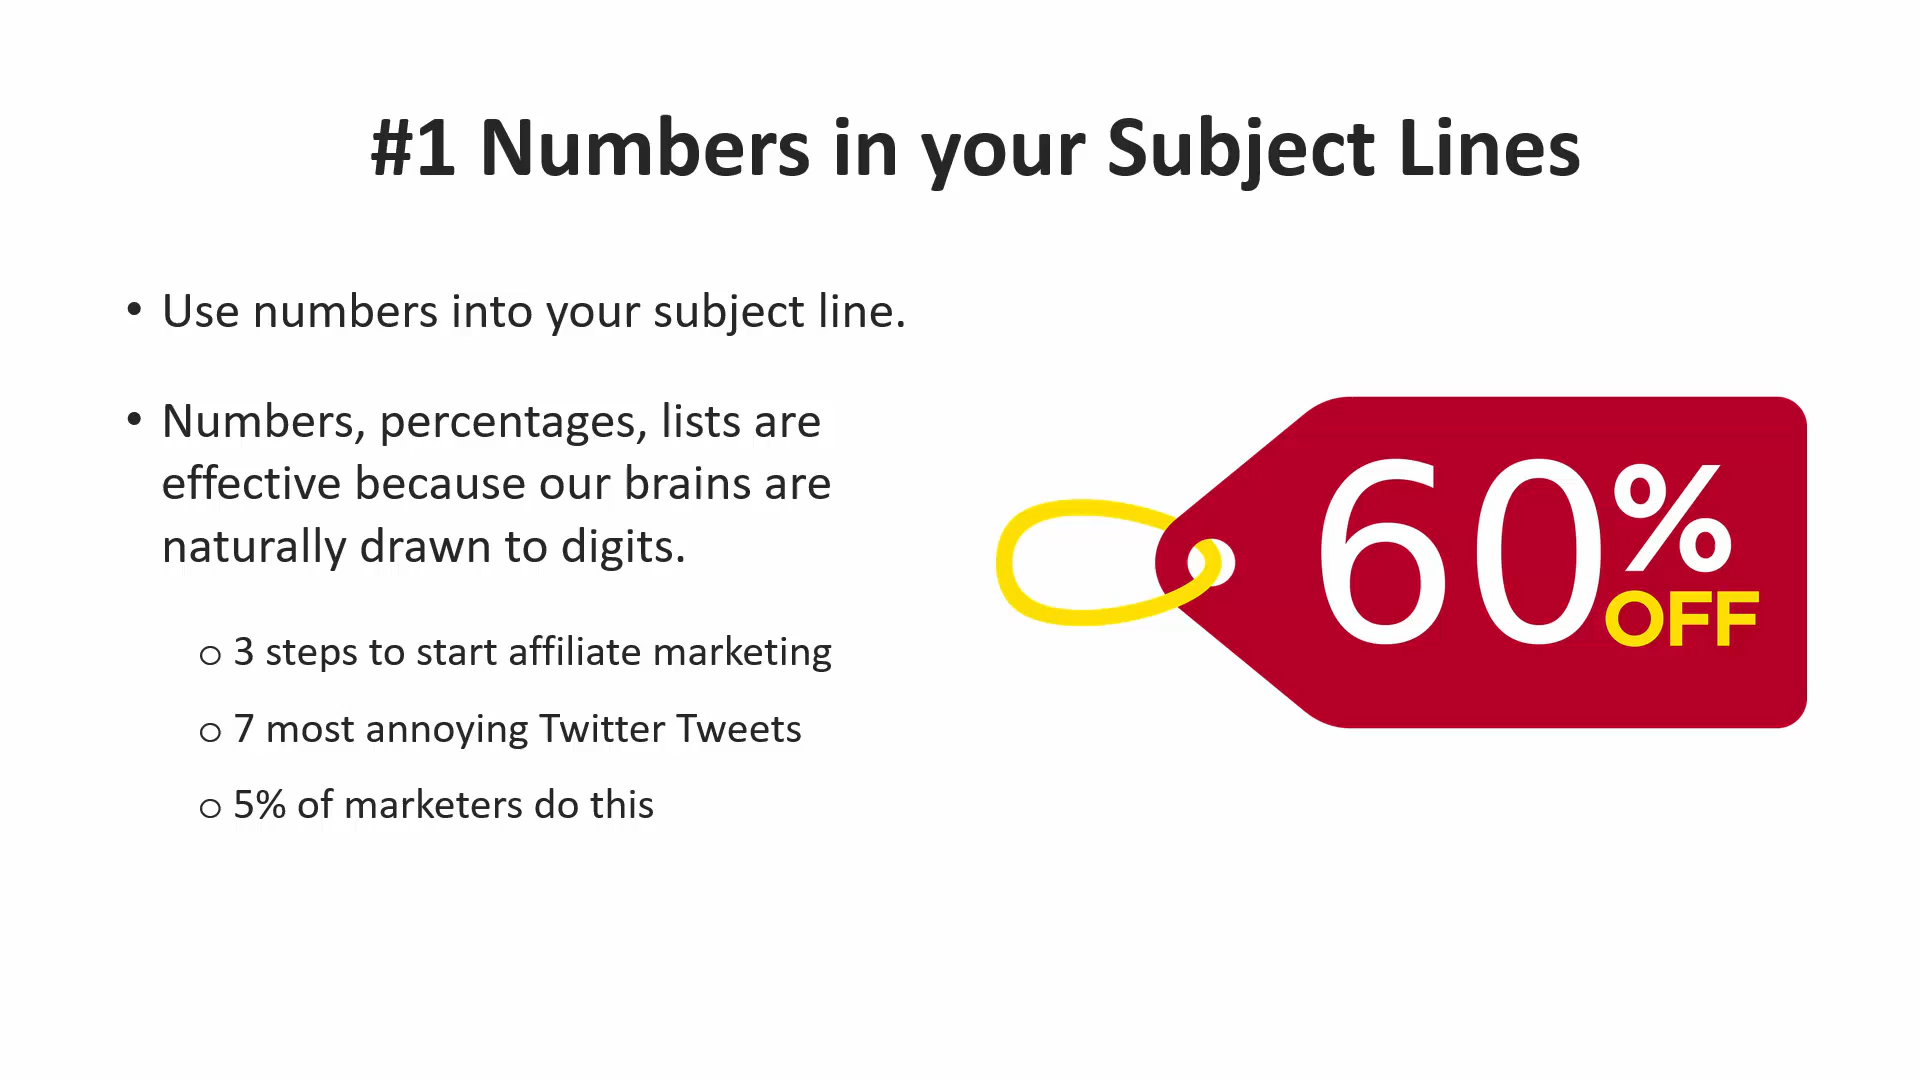 #1 Numbers in your Subject Lines
• Use numbers into your subject line.
• Numbers, percentages, lists are
effective because our brains are
naturally drawn to digits.
o 3 steps to start affiliate marketing
o 7 most annoying Twitter Tweets
o 5% of marketers do this
60%
OFF